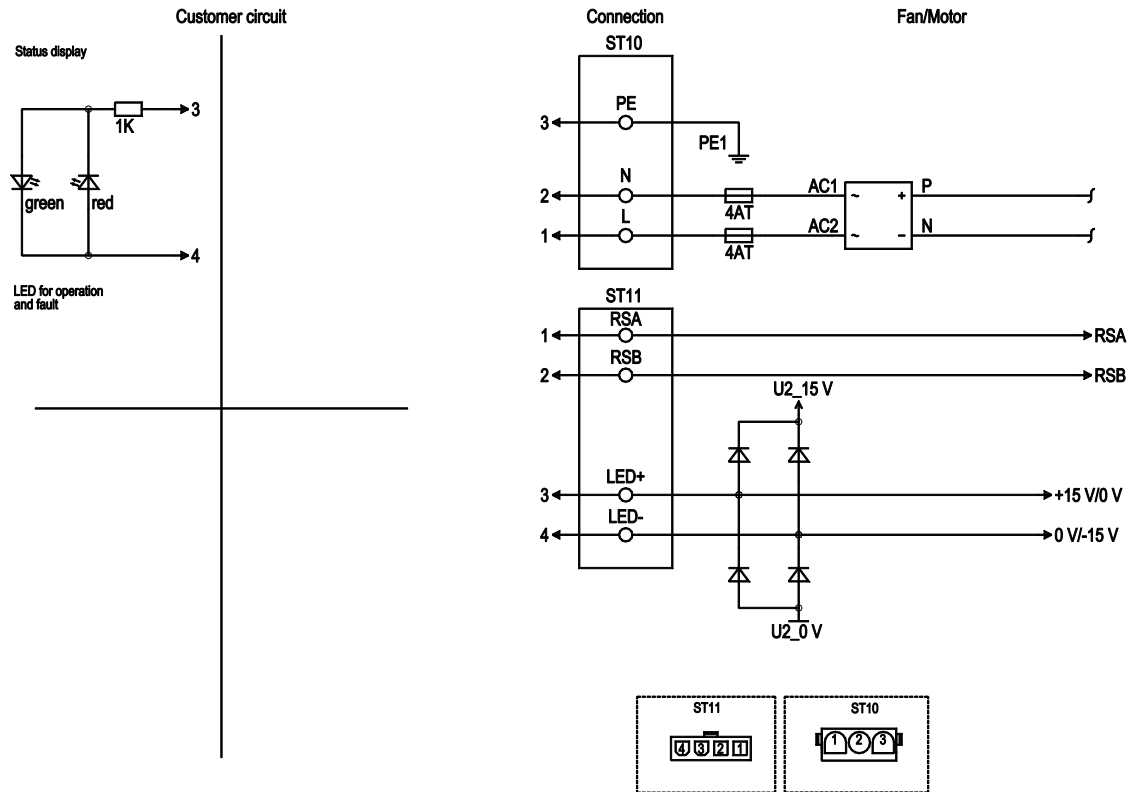 Customer circuit
Connection
Fan/Motor
Status display
3
1K
green
red
4
LED for operation
and fault
ST10
PE
3
PE1
N
2
4AT
AC1
~
+
P
L
1
4AT
AC2
~
–
N
ST11
RSA
1
RSA
RSB
2
RSB
U2_15 V
LED+
3
+15 V/0 V
LED-
4
0 V/-15 V
U2_0 V
ST11
4 3 2 1
ST10
1 2 3